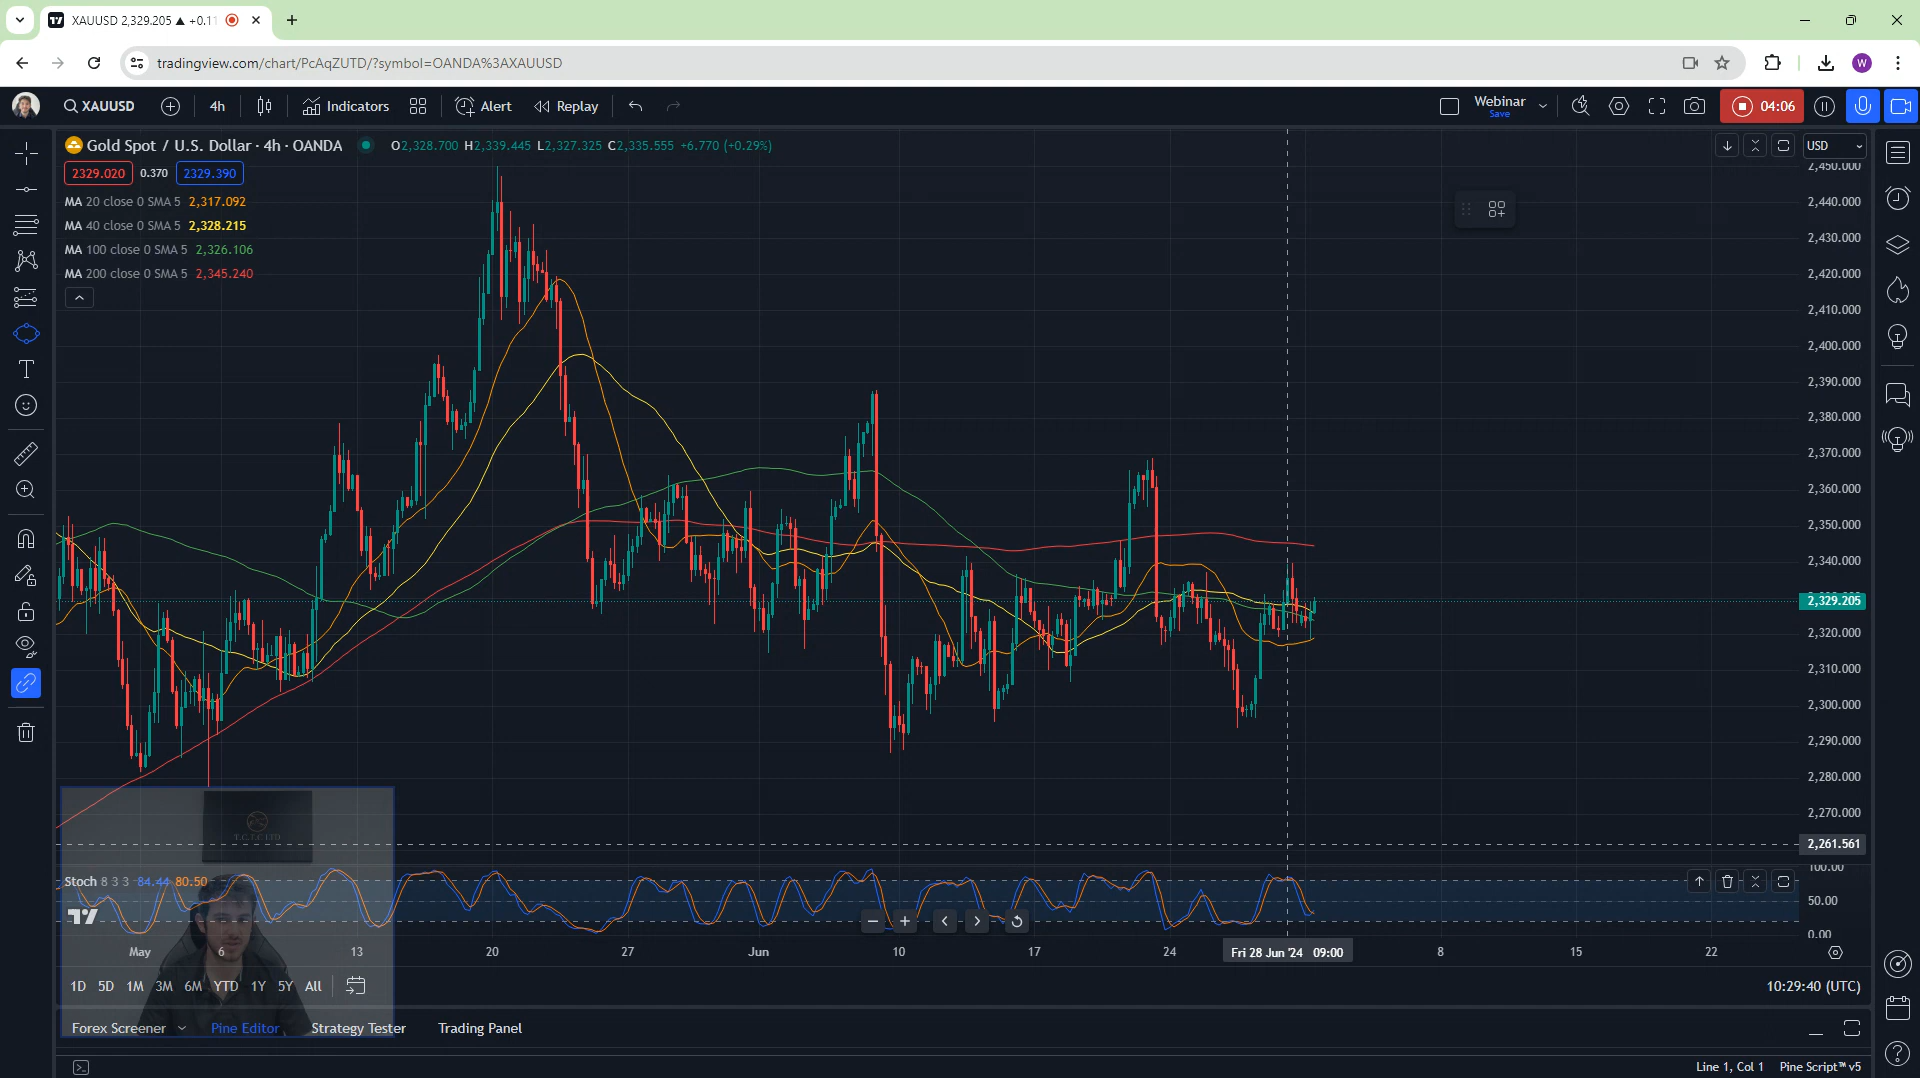 XAUUSD 2,329.205 ▲ +0.11
tradingview.com/chart/PcAqZUTD/?symbol=OANDA%3AXAUUSD
W
XAUUSD 4h Indicators Alert Replay Webinar 04:06
Save
Gold Spot / U.S. Dollar · 4h · OANDA O2,328.700 H2,339.445 L2,327.325 C2,335.555 +6.770 (+0.29%) USD
2329.020 0.370 2329.390
MA 20 close 0 SMA 5 2,317.092
MA 40 close 0 SMA 5 2,328.215
MA 100 close 0 SMA 5 2,326.106
MA 200 close 0 SMA 5 2,345.240
2,450.000
2,440.000
2,430.000
2,420.000
2,410.000
2,400.000
2,390.000
2,380.000
2,370.000
2,360.000
2,350.000
2,340.000
2,329.205
2,320.000
2,310.000
2,300.000
2,290.000
2,280.000
2,270.000
2,261.561
T.C.F.C LTD
Stoch 8 3 3 84.44 80.50
100.00
50.00
0.00
May 6 13 20 27 Jun 10 17 24 Fri 28 Jun '24 09:00 8 15 22
1D 5D 1M 3M 6M YTD 1Y 5Y All 10:29:40 (UTC)
Forex Screener Pine Editor Strategy Tester Trading Panel
Line 1, Col 1 Pine Script™ v5